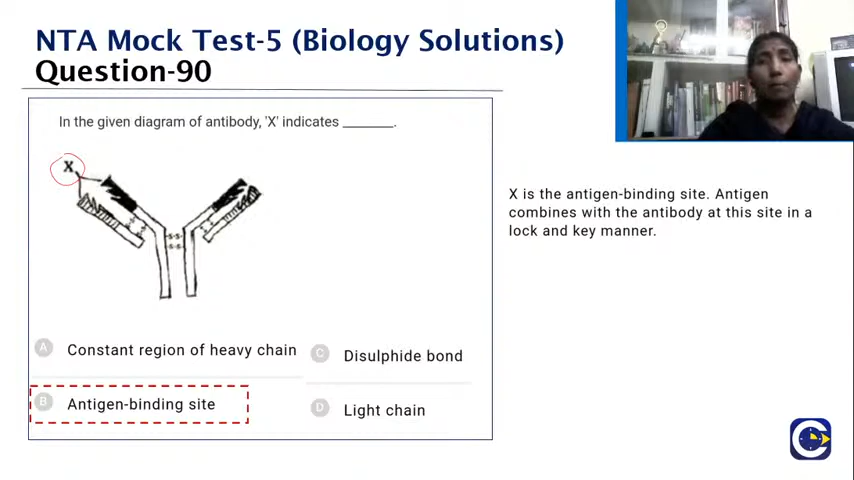 NTA Mock Test-5 (Biology Solutions)
Question-90
In the given diagram of antibody, 'X' indicates _______.
X
X is the antigen-binding site. Antigen
combines with the antibody at this site in a
lock and key manner.
A Constant region of heavy chain
C Disulphide bond
B Antigen-binding site
D Light chain